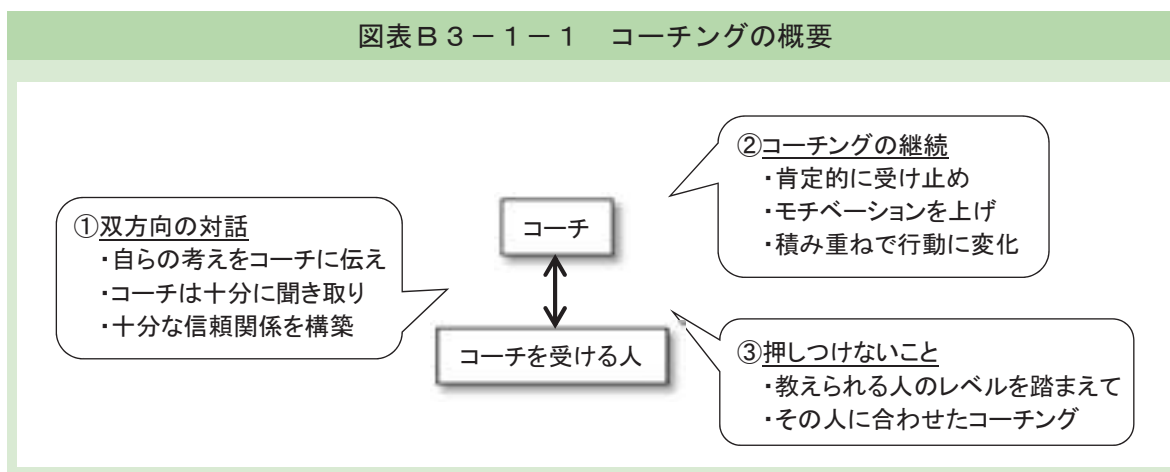 図表B3-1-1 コーチングの概要
①双方向の対話
・自らの考えをコーチに伝え
・コーチは十分に聞き取り
・十分な信頼関係を構築
コーチ
コーチを受ける人
②コーチングの継続
・肯定的に受け止め
・モチベーションを上げ
・積み重ねで行動に変化
③押しつけないこと
・教えられる人のレベルを踏まえて
・その人に合わせたコーチング